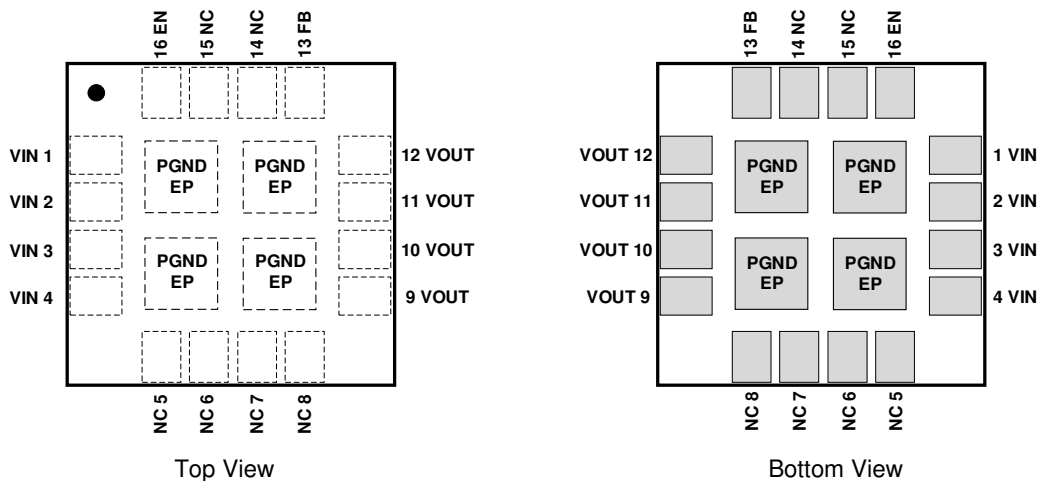 16 EN
15 NC
14 NC
13 FB
VIN 1
VIN 2
VIN 3
VIN 4
PGND
EP
PGND
EP
PGND
EP
PGND
EP
12 VOUT
11 VOUT
10 VOUT
9 VOUT
NC 5
NC 6
NC 7
NC 8
Top View
13 FB
14 NC
15 NC
16 EN
VOUT 12
VOUT 11
VOUT 10
VOUT 9
PGND
EP
PGND
EP
PGND
EP
PGND
EP
1 VIN
2 VIN
3 VIN
4 VIN
NC 8
NC 7
NC 6
NC 5
Bottom View